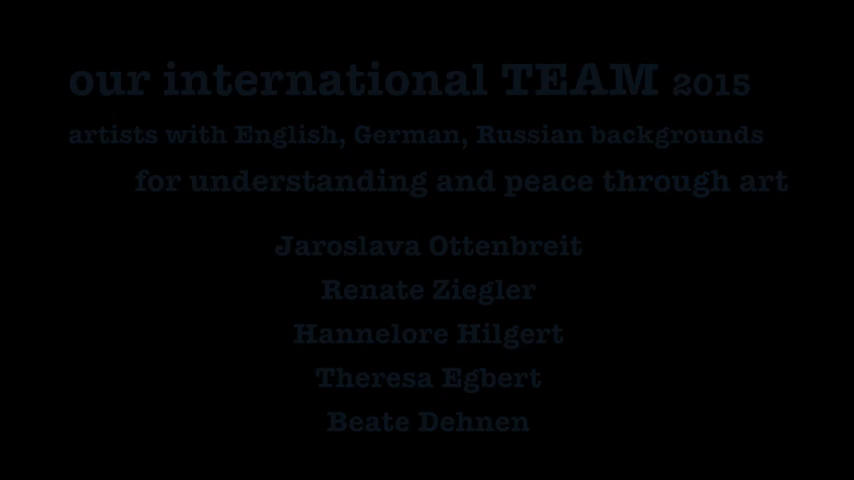 our international TEAM 2015
artists with English, German, Russian backgrounds
for understanding and peace through art
Jaroslava Ottenbreit
Renate Ziegler
Hannelore Hilgert
Theresa Egbert
Beate Dehnen